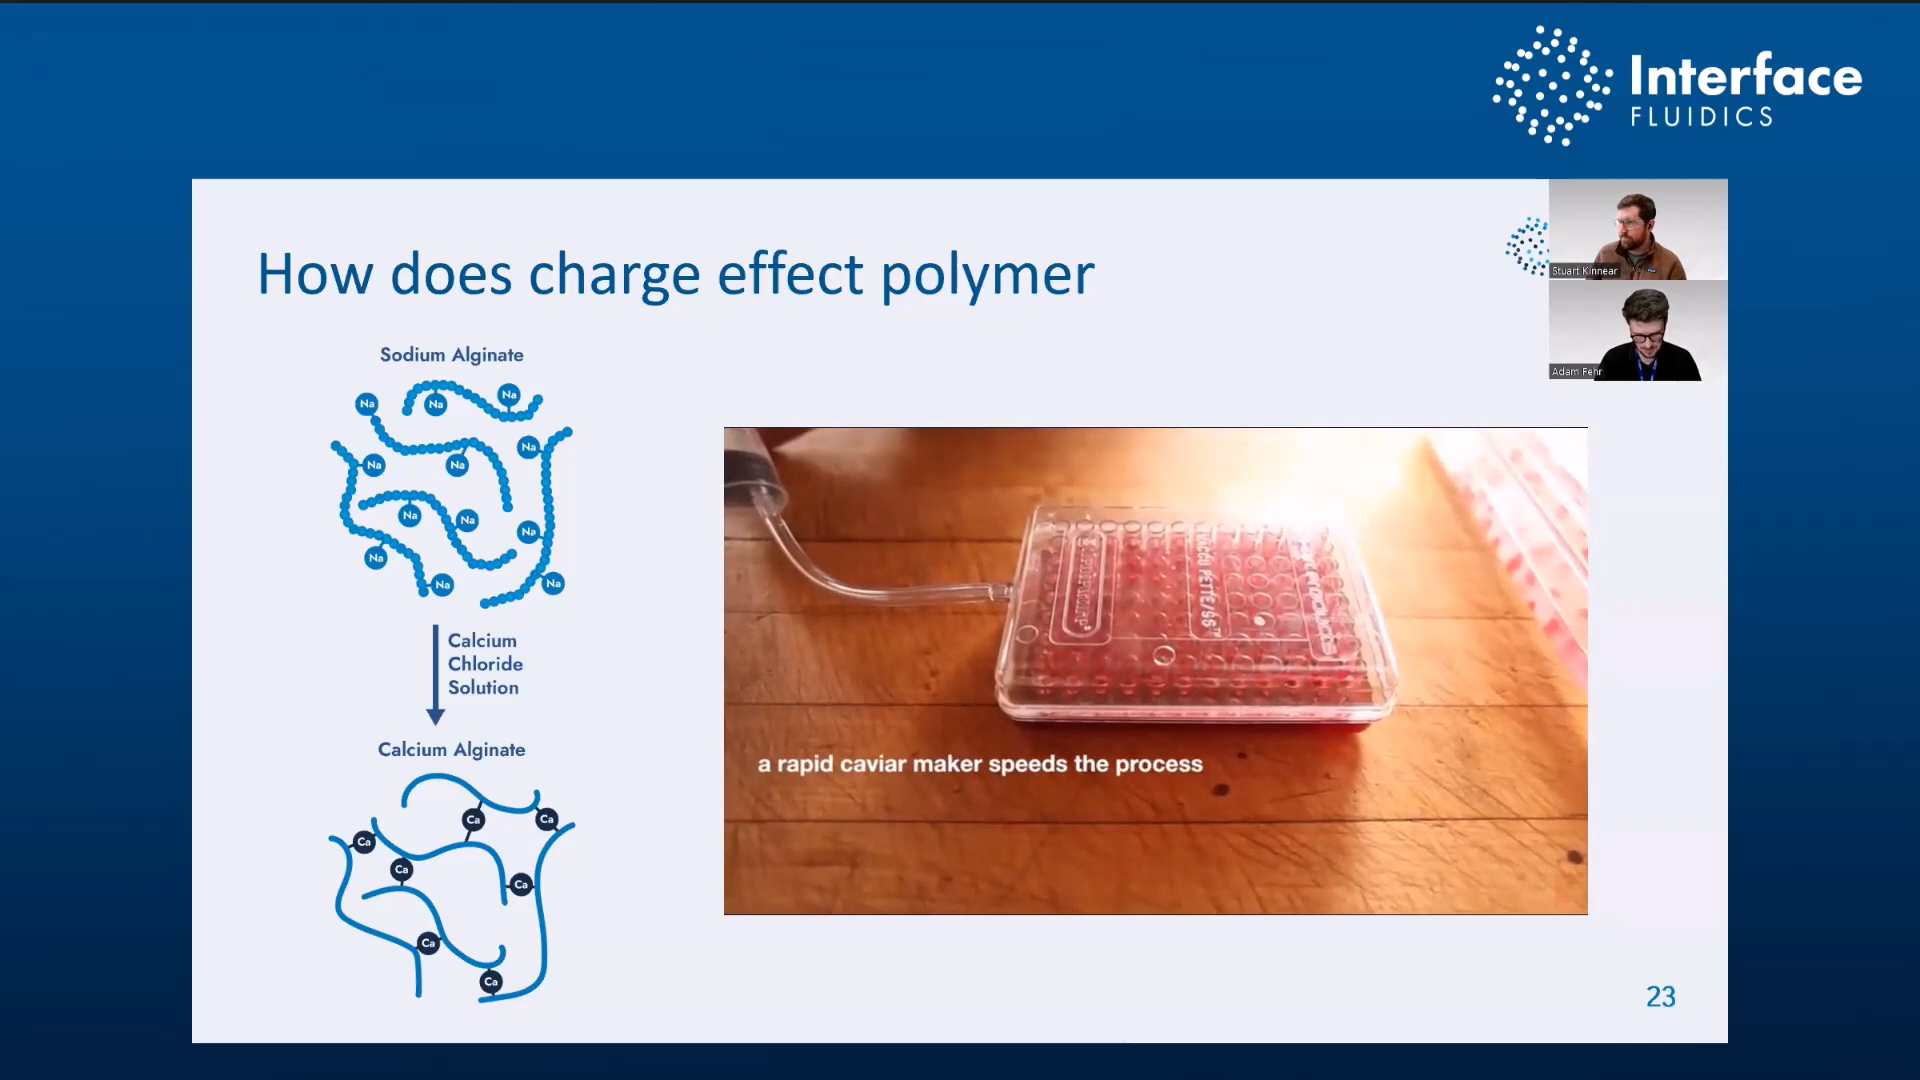 Interface
FLUIDICS
How does charge effect polymer
Stuart Kinnear
Adam Fehr
Sodium Alginate
Na
Na
Na
Na
Na
Na
Na
Na
Na
Na
Na
Na
Calcium
Chloride
Solution
Calcium Alginate
Ca
Ca
Ca
Ca
Ca
Ca
Ca
a rapid caviar maker speeds the process
23